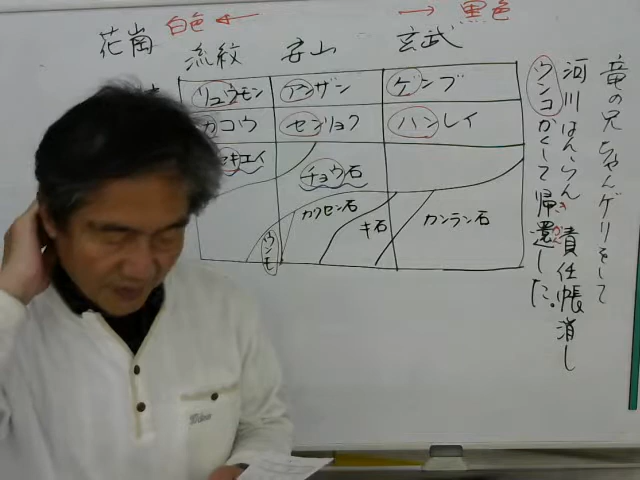 白色 ← → 黒色
花崗 流紋 安山 玄武
リュウモン アンザン ゲンブ
カコウ センリョク ハンレイ
セキエイ チョウ石
カクセン石 キ石 カンラン石
ウンモ
竜の兄ちゃんゲリをして
河川はんらん 責任帳消し
ウンコかくして帰還した。
き かん